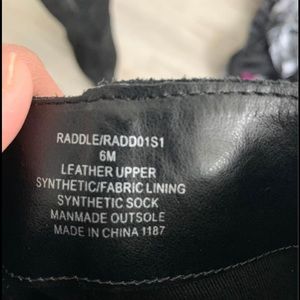 RADDLE/RADD01S1
6M
LEATHER UPPER
SYNTHETIC/FABRIC LINING
SYNTHETIC SOCK
MANMADE OUTSOLE
MADE IN CHINA 1187